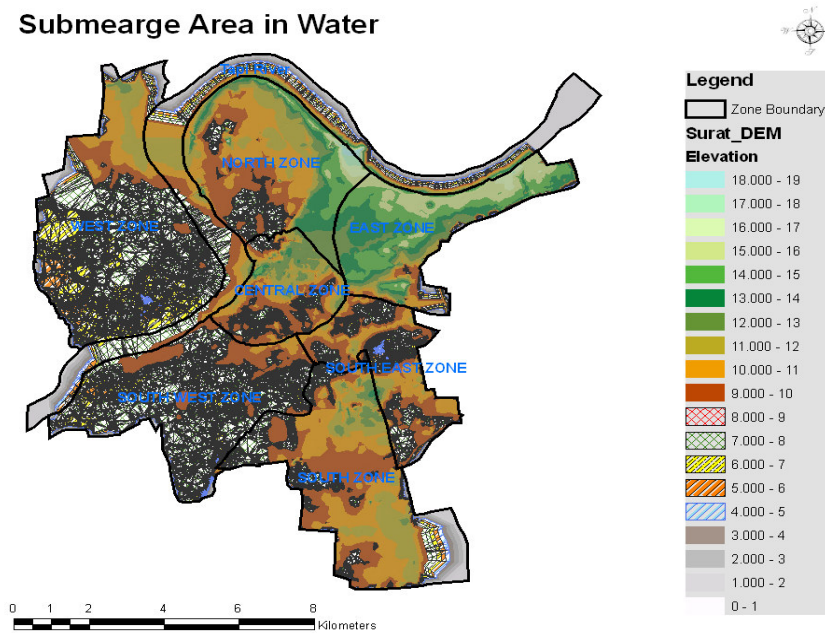 Submearge Area in Water
N
W
Tapi River
NORTH ZONE
WEST ZONE
EAST ZONE
CENTRAL ZONE
SOUTH EAST ZONE
SOUTH WEST ZONE
SOUTH ZONE
Legend
Zone Boundary
Surat_DEM
Elevation
18.000 - 19
17.000 - 18
16.000 - 17
15.000 - 16
14.000 - 15
13.000 - 14
12.000 - 13
11.000 - 12
10.000 - 11
9.000 - 10
8.000 - 9
7.000 - 8
6.000 - 7
5.000 - 6
4.000 - 5
3.000 - 4
2.000 - 3
1.000 - 2
0 - 1
0 1 2 4 6 8
Kilometers